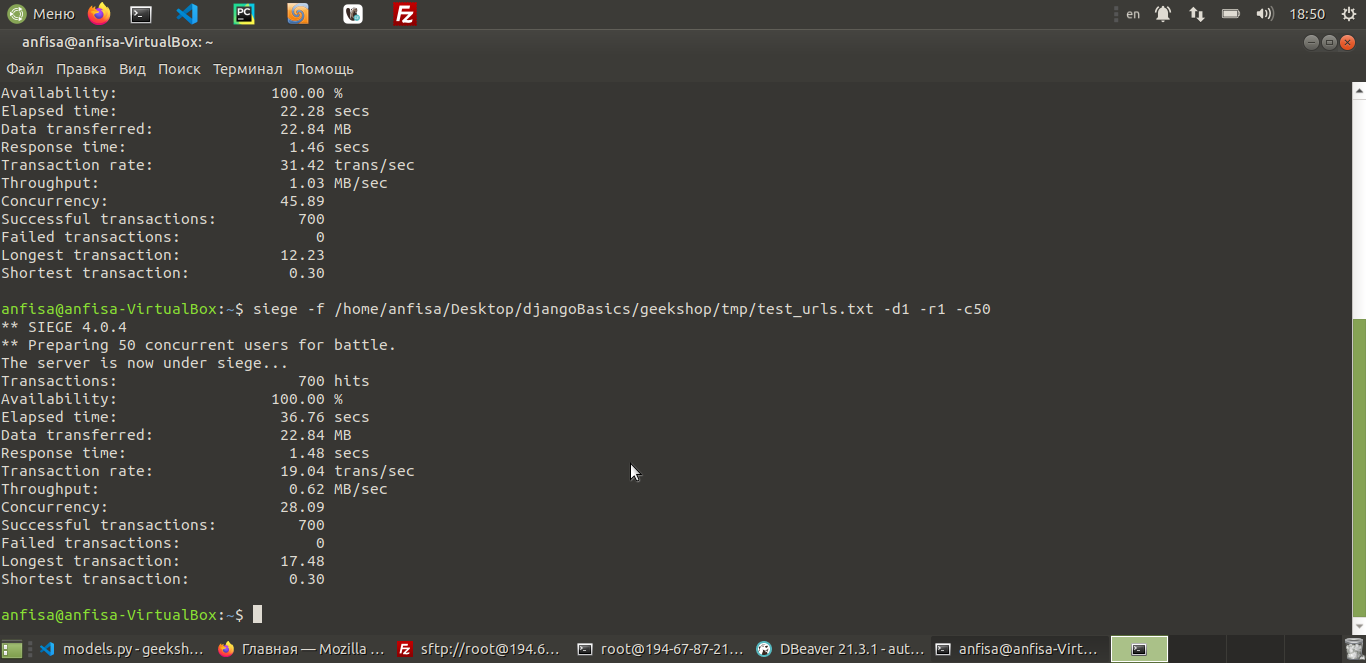 Меню
PC
FZ
en
18:50
anfisa@anfisa-VirtualBox: ~
Файл Правка Вид Поиск Терминал Помощь
Availability: 100.00 %
Elapsed time: 22.28 secs
Data transferred: 22.84 MB
Response time: 1.46 secs
Transaction rate: 31.42 trans/sec
Throughput: 1.03 MB/sec
Concurrency: 45.89
Successful transactions: 700
Failed transactions: 0
Longest transaction: 12.23
Shortest transaction: 0.30
anfisa@anfisa-VirtualBox:~$ siege -f /home/anfisa/Desktop/djangoBasics/geekshop/tmp/test_urls.txt -d1 -r1 -c50
** SIEGE 4.0.4
** Preparing 50 concurrent users for battle.
The server is now under siege...
Transactions: 700 hits
Availability: 100.00 %
Elapsed time: 36.76 secs
Data transferred: 22.84 MB
Response time: 1.48 secs
Transaction rate: 19.04 trans/sec
Throughput: 0.62 MB/sec
Concurrency: 28.09
Successful transactions: 700
Failed transactions: 0
Longest transaction: 17.48
Shortest transaction: 0.30
anfisa@anfisa-VirtualBox:~$
models.py - geeksh...
Главная — Mozilla ...
FZ
sftp://root@194.6...
root@194-67-87-21...
DBeaver 21.3.1 - aut...
anfisa@anfisa-Virt...